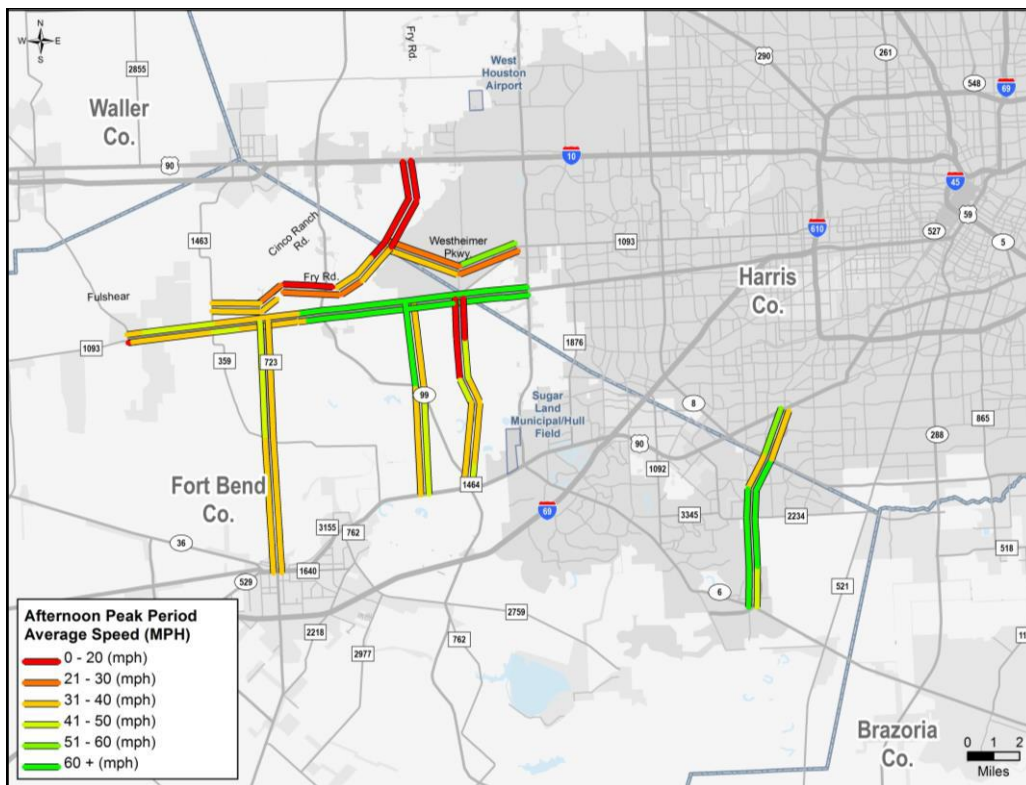 N
W E
S
2855
Fry Rd.
West
Houston
Airport
290
261
548
69
Waller
Co.
90
10
45
59
610
527
5
1463
Cinco Ranch
Rd.
Westheimer
Pkwy.
1093
Fry Rd.
Harris
Co.
Fulshear
1093
359
723
1876
99
Sugar
Land
Municipal/Hull
Field
8
90
1092
865
288
Fort Bend
Co.
1464
3155
762
69
3345
2234
36
1640
529
518
521
6
2759
2218
762
2977
11
Afternoon Peak Period
Average Speed (MPH)
0 - 20 (mph)
21 - 30 (mph)
31 - 40 (mph)
41 - 50 (mph)
51 - 60 (mph)
60 + (mph)
Brazoria
Co.
0 1 2
Miles